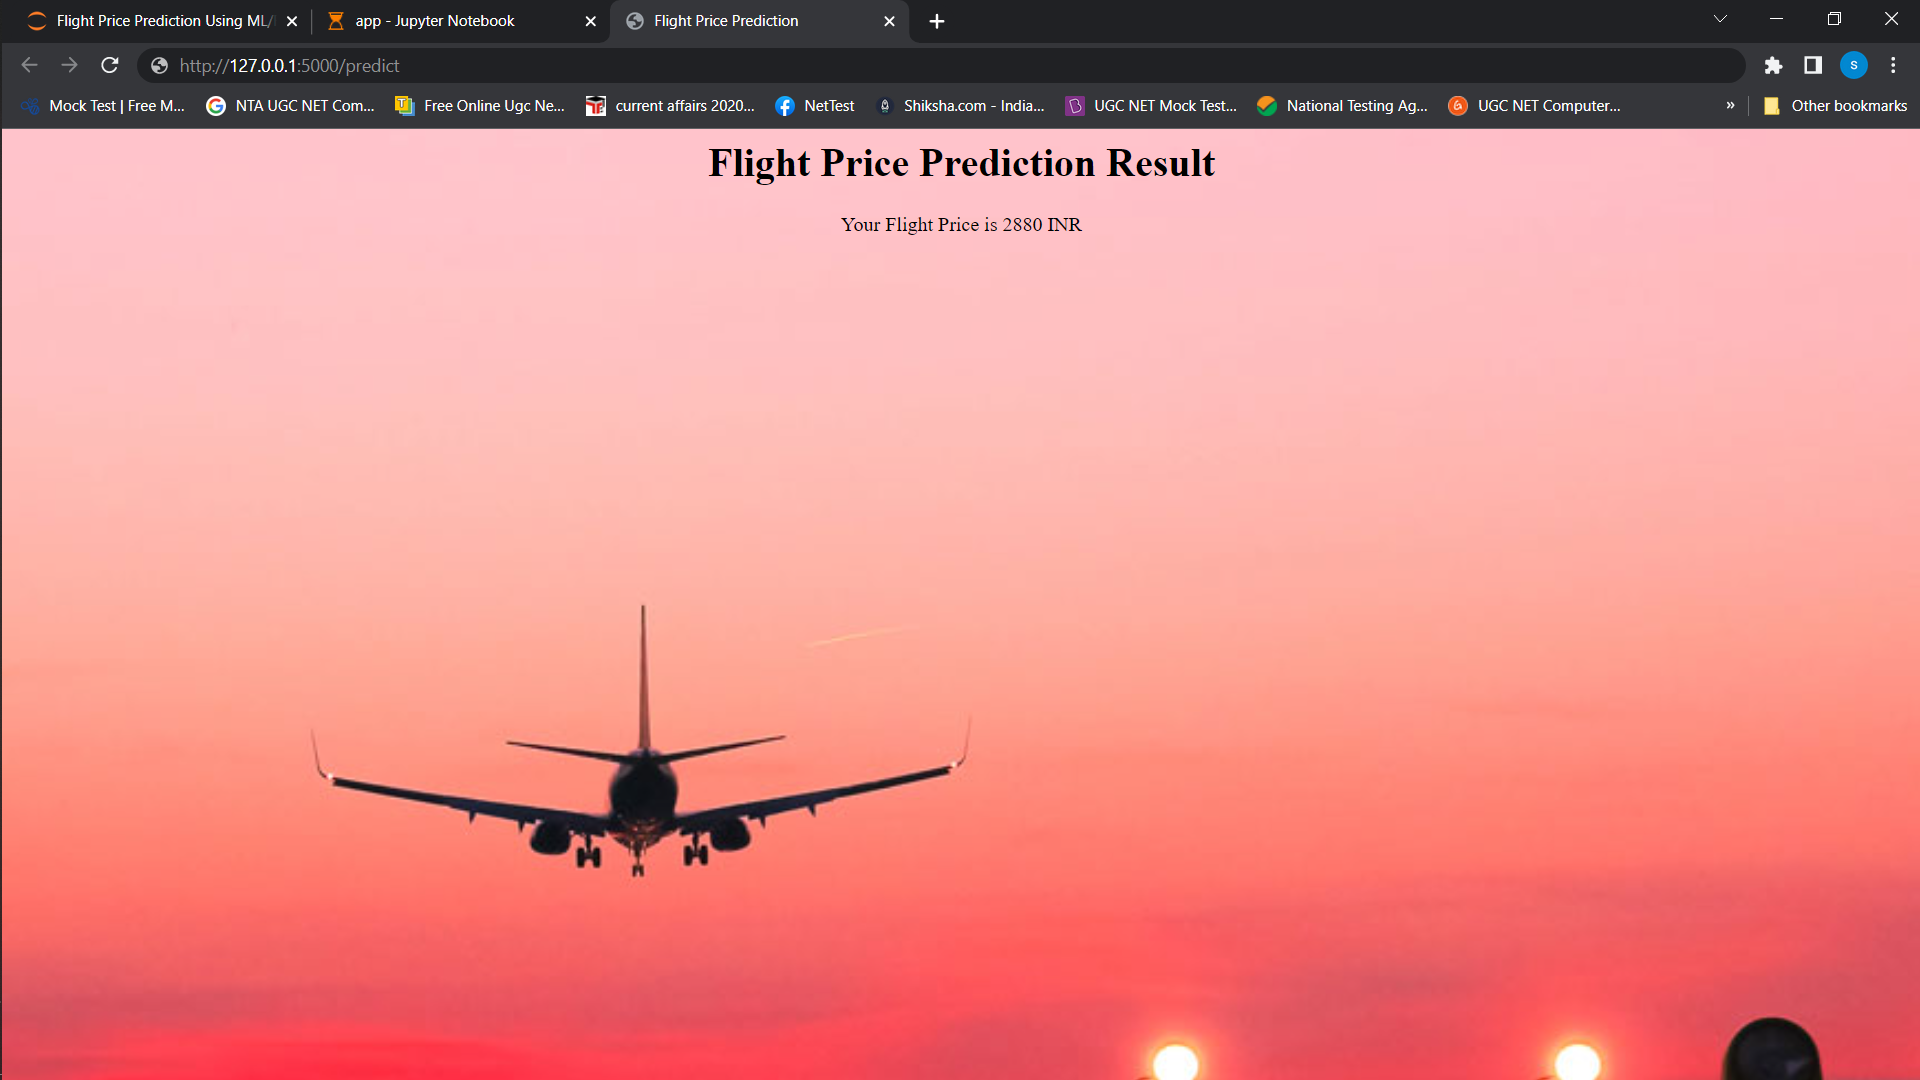 Flight Price Prediction Using ML/
app - Jupyter Notebook
Flight Price Prediction
http://127.0.0.1:5000/predict
s
Mock Test | Free M...
NTA UGC NET Com...
Free Online Ugc Ne...
current affairs 2020...
NetTest
Shiksha.com - India...
UGC NET Mock Test...
National Testing Ag...
UGC NET Computer...
»
Other bookmarks
Flight Price Prediction Result
Your Flight Price is 2880 INR